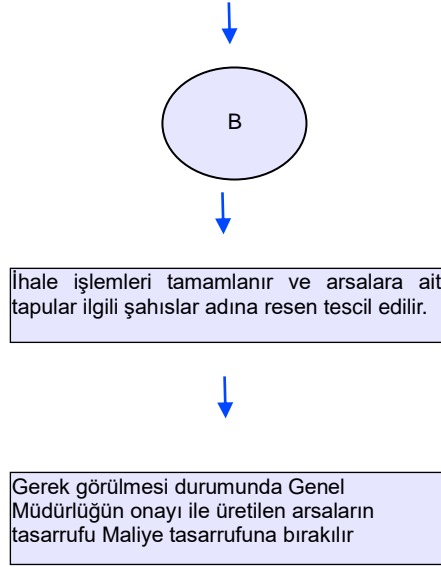 B
İhale işlemleri tamamlanır ve arsalara ait
tapular ilgili şahıslar adına resen tescil edilir.
Gerek görülmesi durumunda Genel
Müdürlüğün onayı ile üretilen arsaların
tasarrufu Maliye tasarrufuna bırakılır